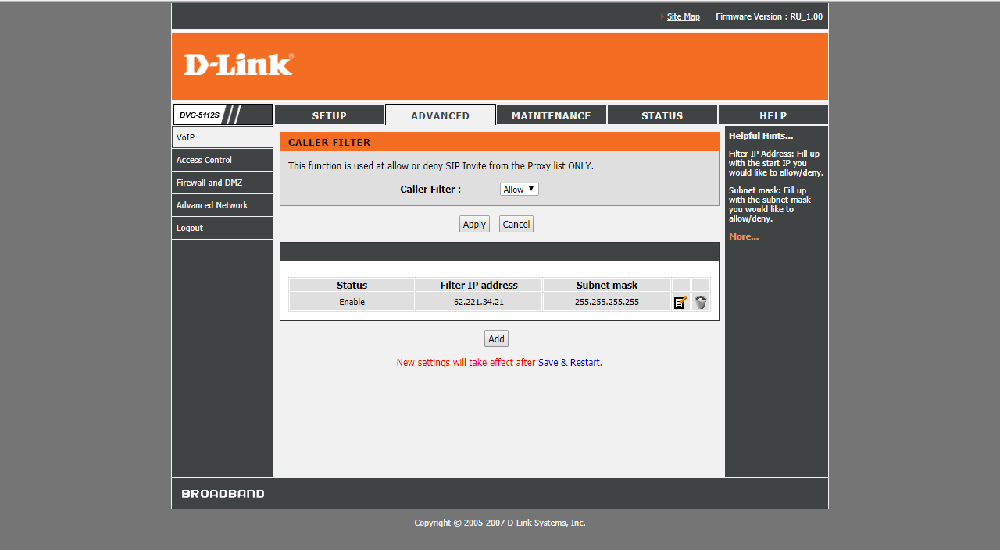 Site Map Firmware Version : RU_1.00
D-Link®
DVG-5112S SETUP ADVANCED MAINTENANCE STATUS HELP
VoIP
Access Control
Firewall and DMZ
Advanced Network
Logout
CALLER FILTER
This function is used at allow or deny SIP Invite from the Proxy list ONLY.
Caller Filter : Allow
Apply Cancel
Status Filter IP address Subnet mask
Enable 62.221.34.21 255.255.255.255
Add
New settings will take effect after Save & Restart.
Helpful Hints...
Filter IP Address: Fill up
with the start IP you
would like to allow/deny.
Subnet mask: Fill up
with the subnet mask
you would like to
allow/deny.
More...
BROADBAND
Copyright © 2005-2007 D-Link Systems, Inc.